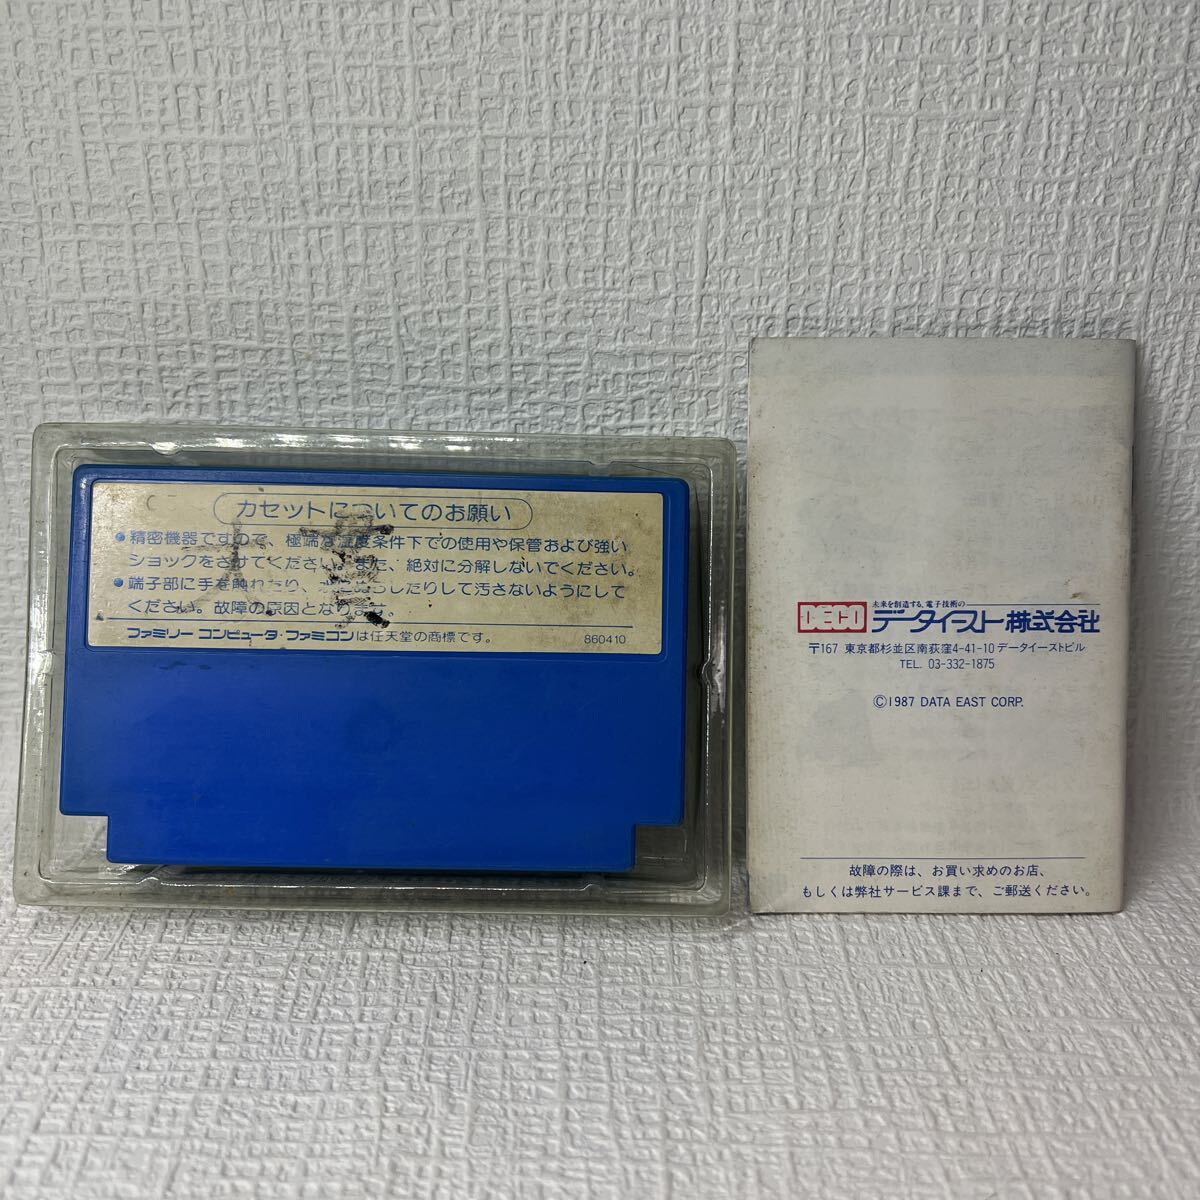 カセットについてのお願い
●精密機器ですので、極端な温度条件下での使用や保管および強い
ショックをさけてください。また、絶対に分解しないでください。
●端子部に手を触れたり、水にぬらしたりして汚さないようにして
ください。故障の原因となります。
ファミリー コンピュータ・ファミコンは任天堂の商標です。
860410
未来を創造する、電子技術の
DECO データイースト株式会社
〒167 東京都杉並区南荻窪4-41-10データイーストビル
TEL. 03-332-1875
©1987 DATA EAST CORP.
故障の際は、お買い求めのお店、
もしくは弊社サービス課まで、ご郵送ください。